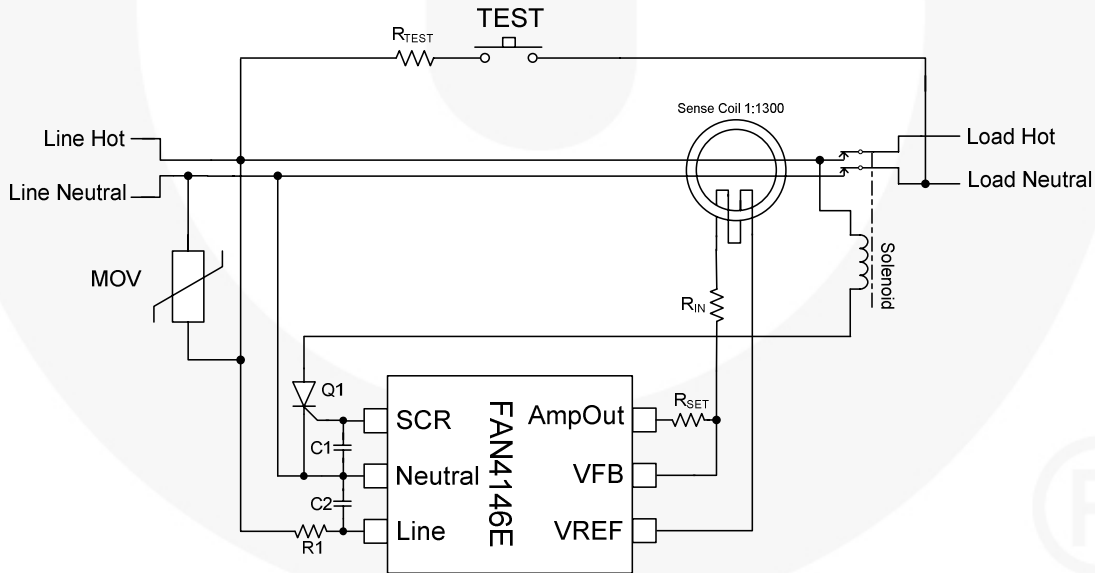 TEST
RTEST
Sense Coil 1:1300
Line Hot
Load Hot
Line Neutral
Load Neutral
Solenoid
MOV
RIN
Q1
SCR
C1
Neutral
C2
Line
R1
FAN4146E
AmpOut
RSET
VFB
VREF
R